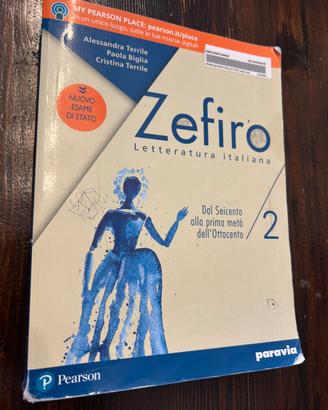 MY PEARSON PLACE: pearson.it/place
In un unico luogo, tutte le tue risorse digitali
Alessandra Terrile
Paola Biglia
Cristina Terrile
NUOVO
ESAME
DI STATO
Zefiro
Letteratura italiana
Dal Seicento
alla prima metà
dell'Ottocento
2
Pearson
paravia